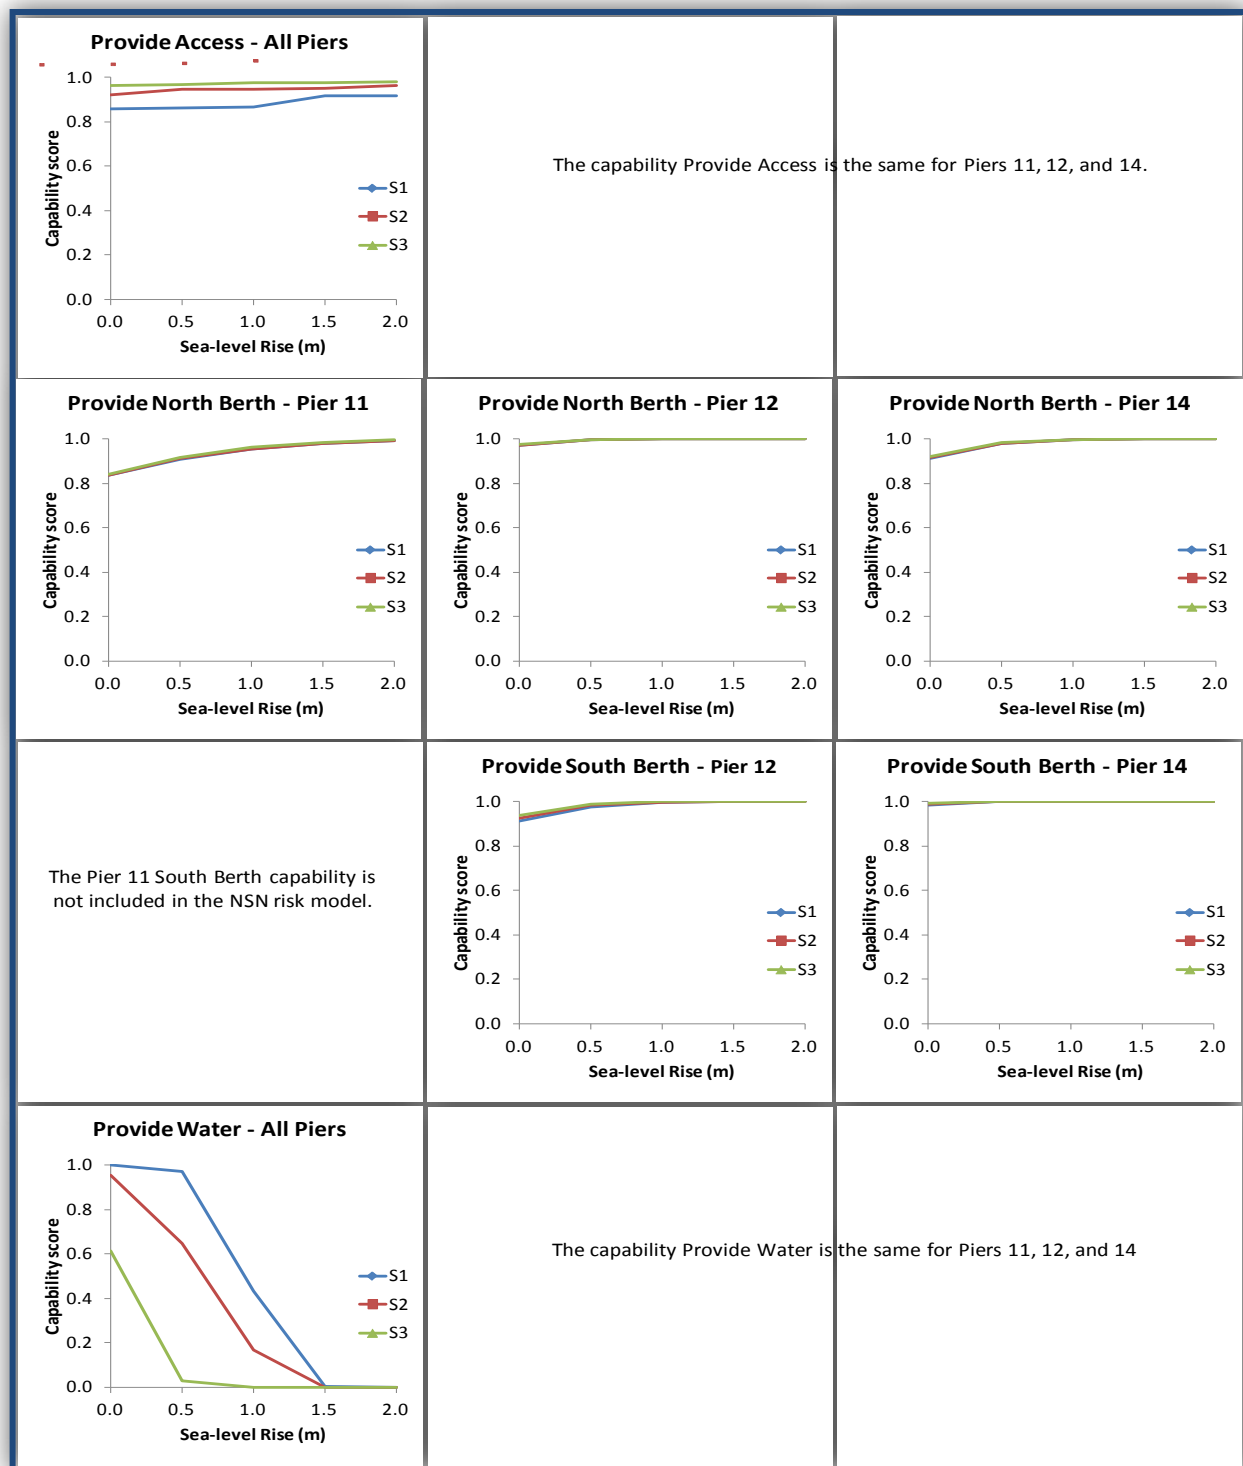 Provide Access - All Piers
1.0
0.8
0.6
0.4
0.2
0.0
Capability score
S1
S2
S3
0.0 0.5 1.0 1.5 2.0
Sea-level Rise (m)
The capability Provide Access is the same for Piers 11, 12, and 14.
Provide North Berth - Pier 11
1.0
0.8
0.6
0.4
0.2
0.0
Capability score
S1
S2
S3
0.0 0.5 1.0 1.5 2.0
Sea-level Rise (m)
Provide North Berth - Pier 12
1.0
0.8
0.6
0.4
0.2
0.0
Capability score
S1
S2
S3
0.0 0.5 1.0 1.5 2.0
Sea-level Rise (m)
Provide North Berth - Pier 14
1.0
0.8
0.6
0.4
0.2
0.0
Capability score
S1
S2
S3
0.0 0.5 1.0 1.5 2.0
Sea-level Rise (m)
The Pier 11 South Berth capability is
not included in the NSN risk model.
Provide South Berth - Pier 12
1.0
0.8
0.6
0.4
0.2
0.0
Capability score
S1
S2
S3
0.0 0.5 1.0 1.5 2.0
Sea-level Rise (m)
Provide South Berth - Pier 14
1.0
0.8
0.6
0.4
0.2
0.0
Capability score
S1
S2
S3
0.0 0.5 1.0 1.5 2.0
Sea-level Rise (m)
Provide Water - All Piers
1.0
0.8
0.6
0.4
0.2
0.0
Capability score
S1
S2
S3
0.0 0.5 1.0 1.5 2.0
Sea-level Rise (m)
The capability Provide Water is the same for Piers 11, 12, and 14